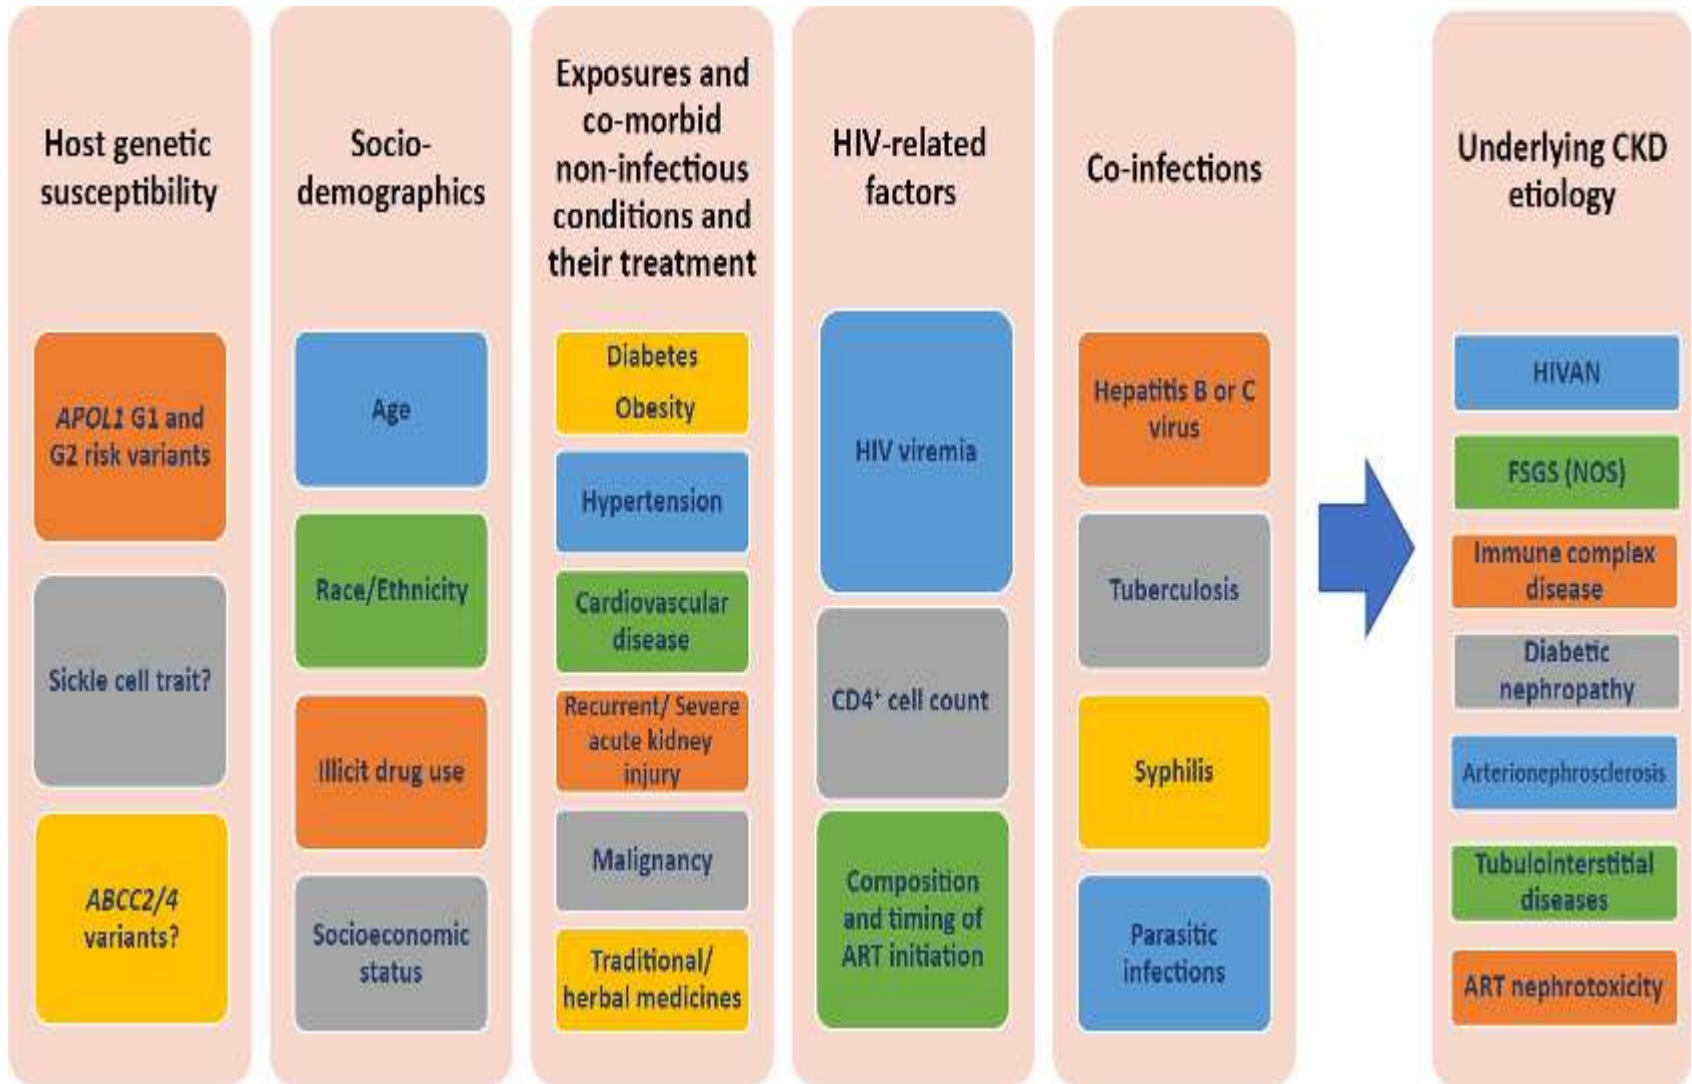 Host genetic
susceptibility
APOL1 G1 and
G2 risk variants
Sickle cell trait?
ABCC2/4
variants?
Socio-
demographics
Age
Race/Ethnicity
Illicit drug use
Socioeconomic
status
Exposures and
co-morbid
non-infectious
conditions and
their treatment
Diabetes
Obesity
Hypertension
Cardiovascular
disease
Recurrent/ Severe
acute kidney
injury
Malignancy
Traditional/
herbal medicines
HIV-related
factors
HIV viremia
CD4⁺ cell count
Composition
and timing of
ART initiation
Co-infections
Hepatitis B or C
virus
Tuberculosis
Syphilis
Parasitic
infections
Underlying CKD
etiology
HIVAN
FSGS (NOS)
Immune complex
disease
Diabetic
nephropathy
Arterionephrosclerosis
Tubulointerstitial
diseases
ART nephrotoxicity